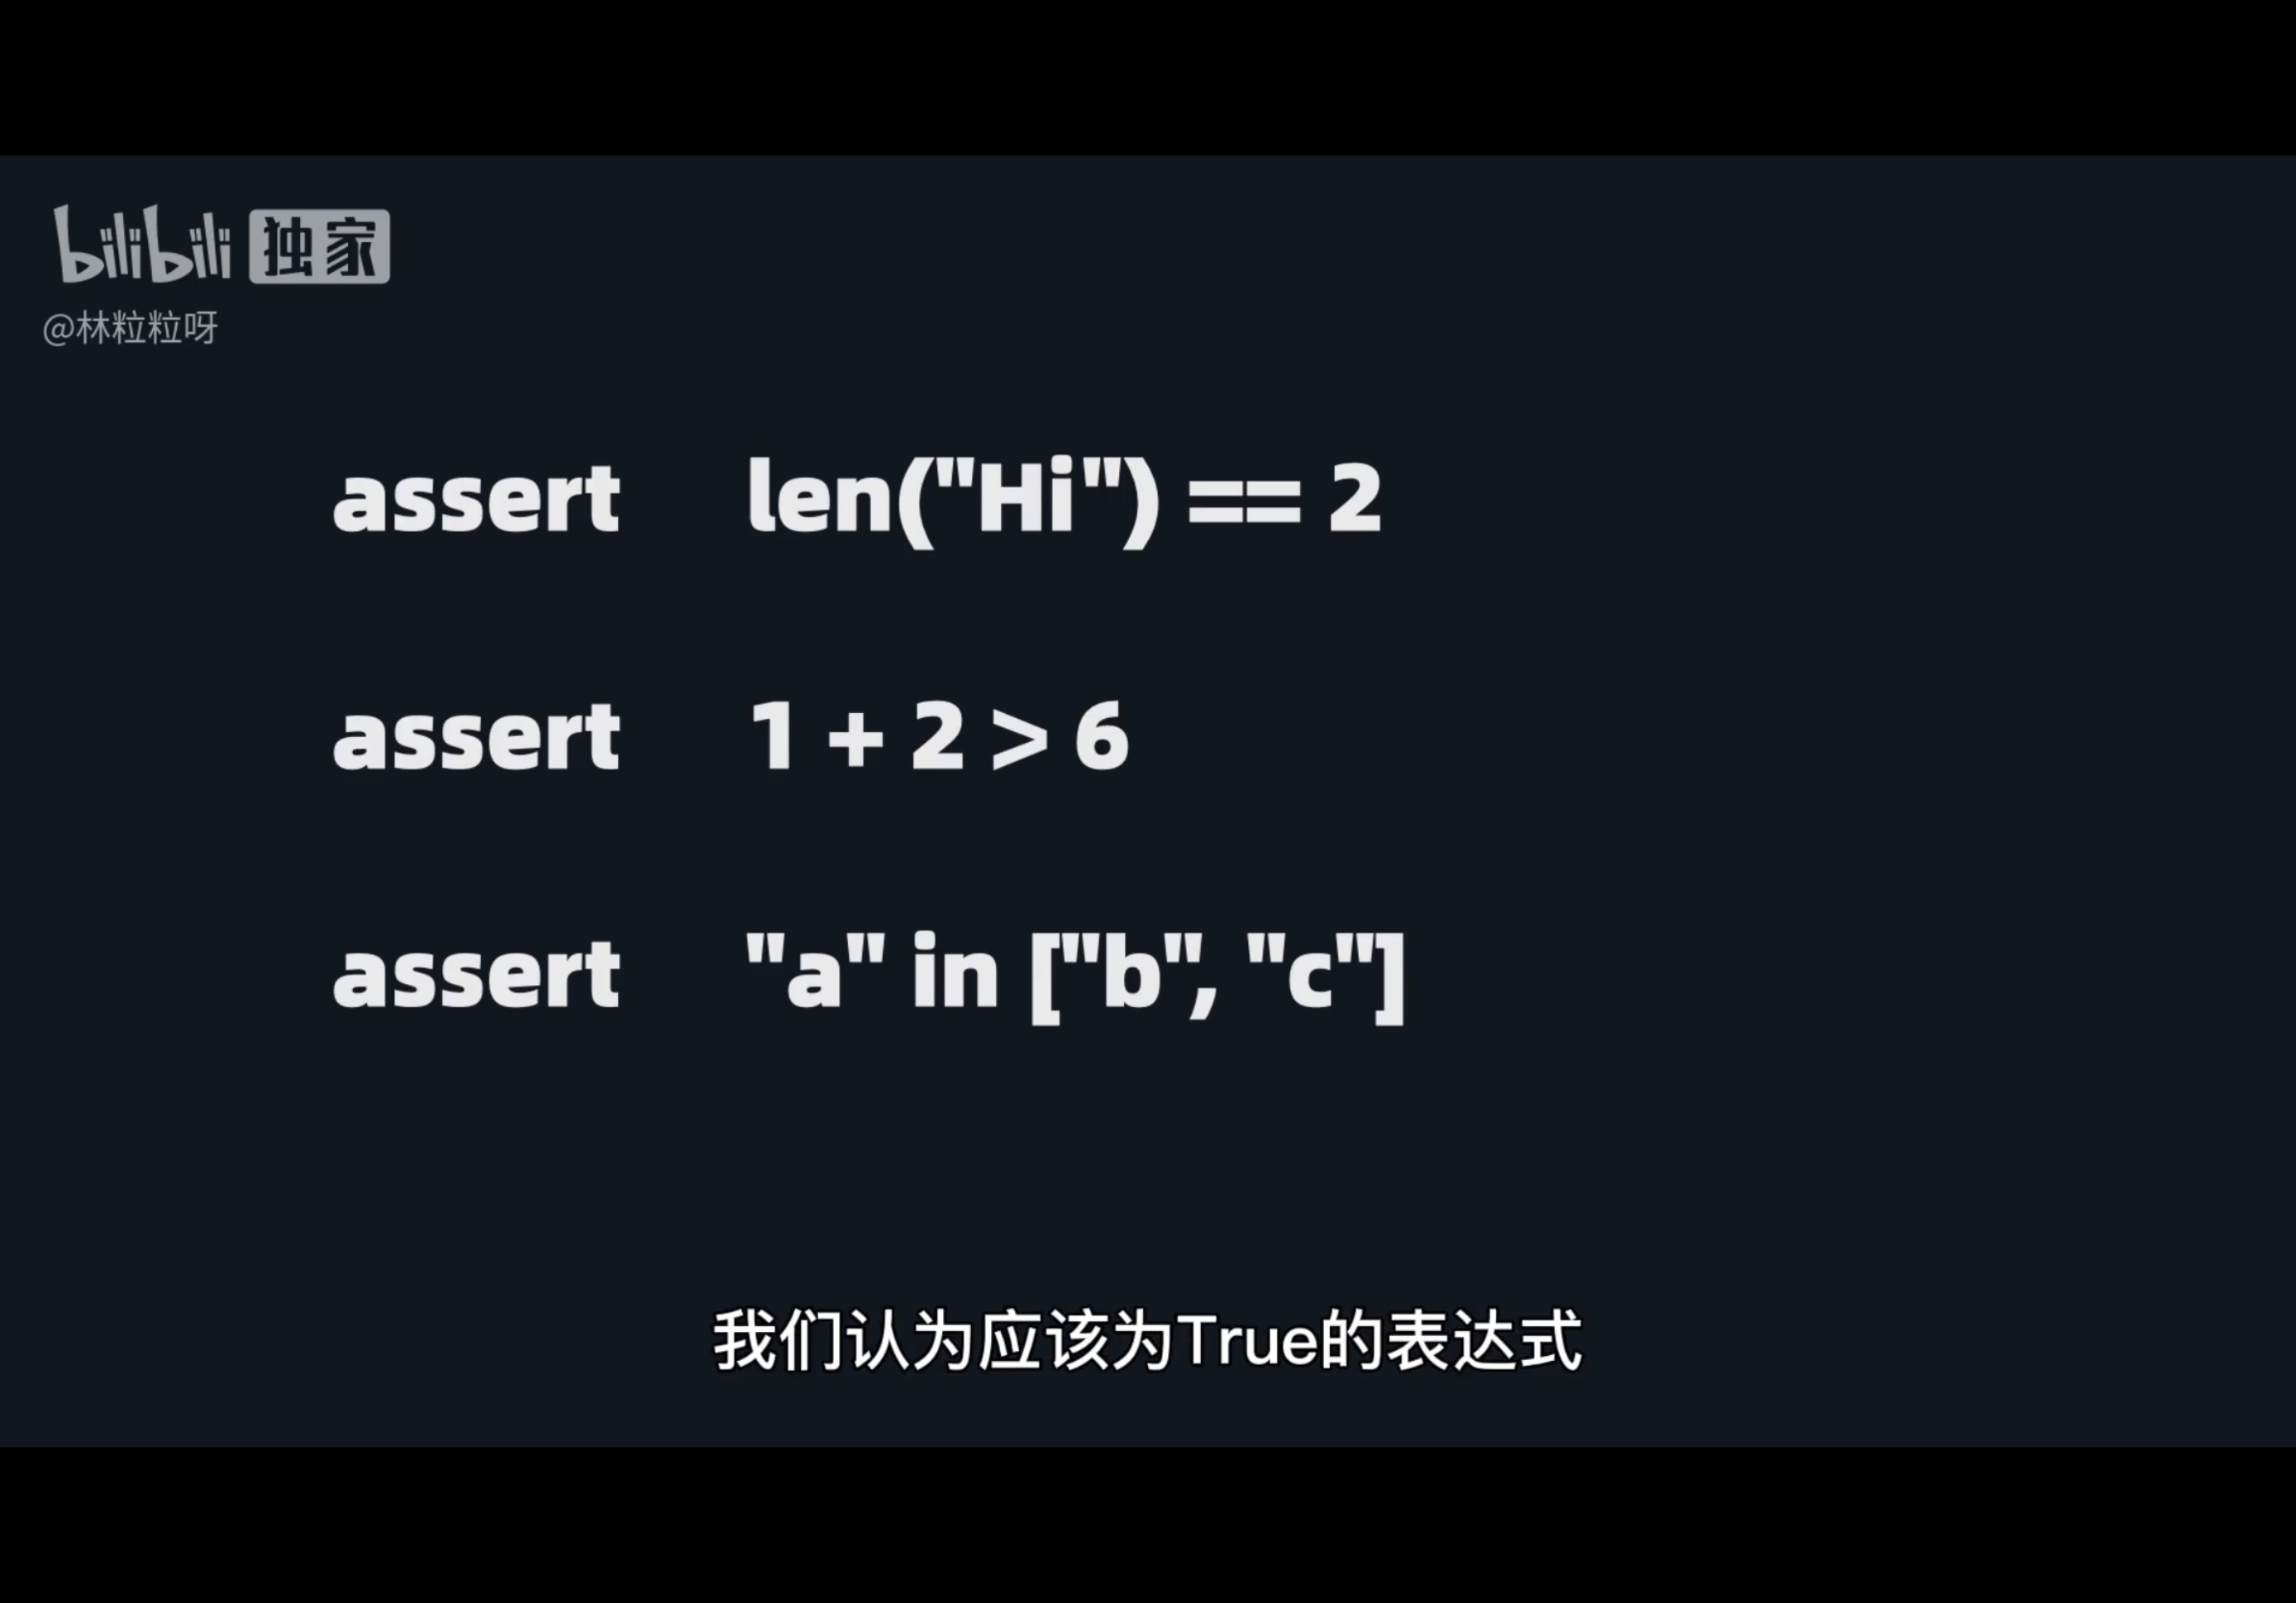 bilibili 独家
@林粒粒呀
assert len("Hi") == 2
assert 1 + 2 > 6
assert "a" in ["b", "c"]
我们认为应该为True的表达式